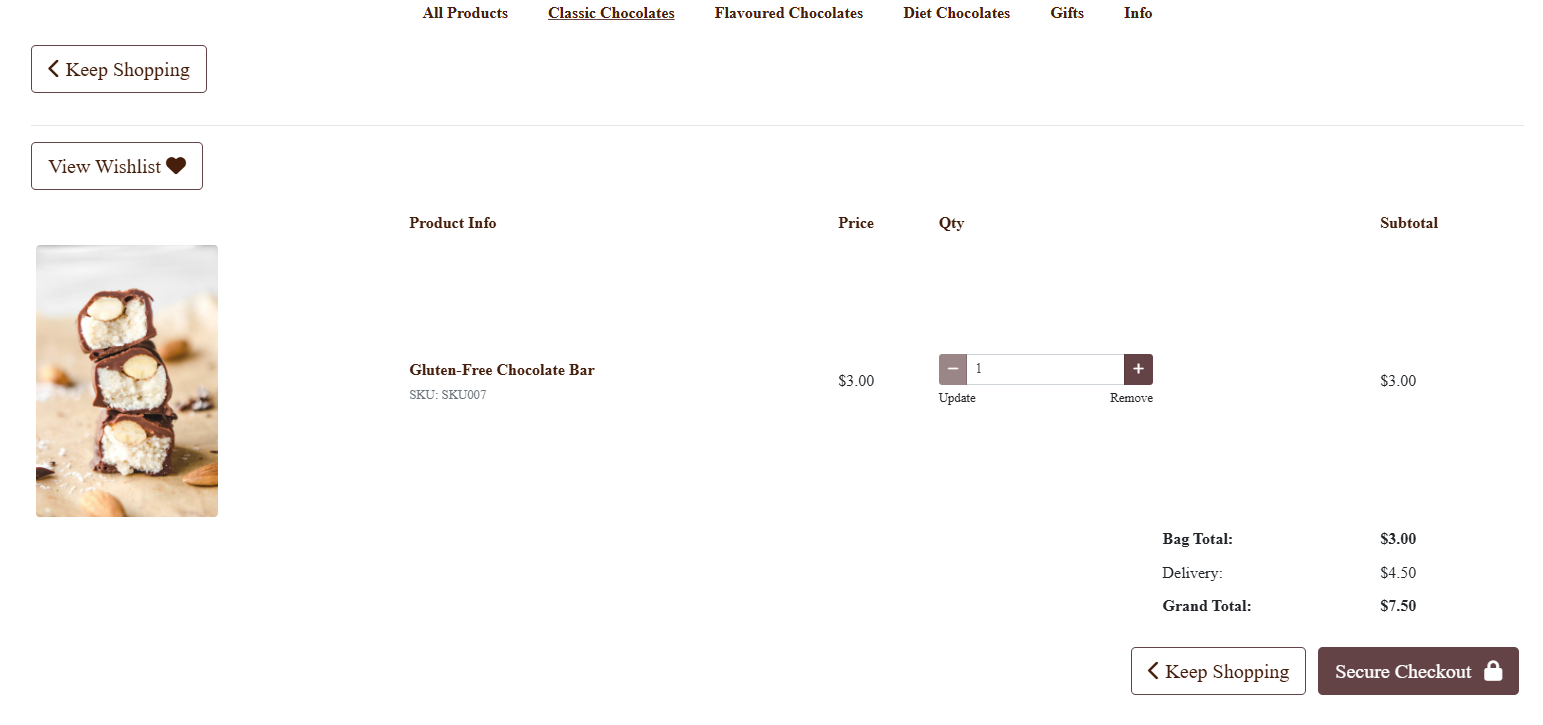 All Products Classic Chocolates Flavoured Chocolates Diet Chocolates Gifts Info
Keep Shopping
View Wishlist
Product Info Price Qty Subtotal
Gluten-Free Chocolate Bar
SKU: SKU007
$3.00
1
Update Remove
$3.00
Bag Total: $3.00
Delivery: $4.50
Grand Total: $7.50
Keep Shopping Secure Checkout